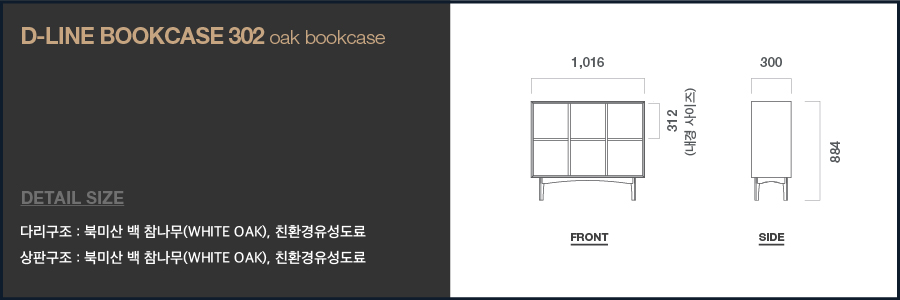 D-LINE BOOKCASE 302 oak bookcase
DETAIL SIZE
다리구조 : 북미산 백 참나무(WHITE OAK), 친환경유성도료
상판구조 : 북미산 백 참나무(WHITE OAK), 친환경유성도료
1,016
312
(내경 사이즈)
FRONT
300
884
SIDE